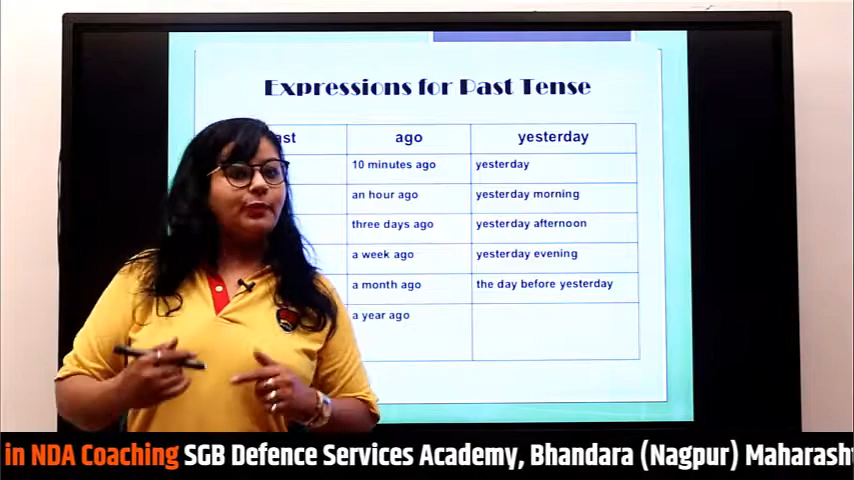 Expressions for Past Tense
ago yesterday
10 minutes ago yesterday
an hour ago yesterday morning
three days ago yesterday afternoon
a week ago yesterday evening
a month ago the day before yesterday
a year ago
in NDA Coaching SGB Defence Services Academy, Bhandara (Nagpur)